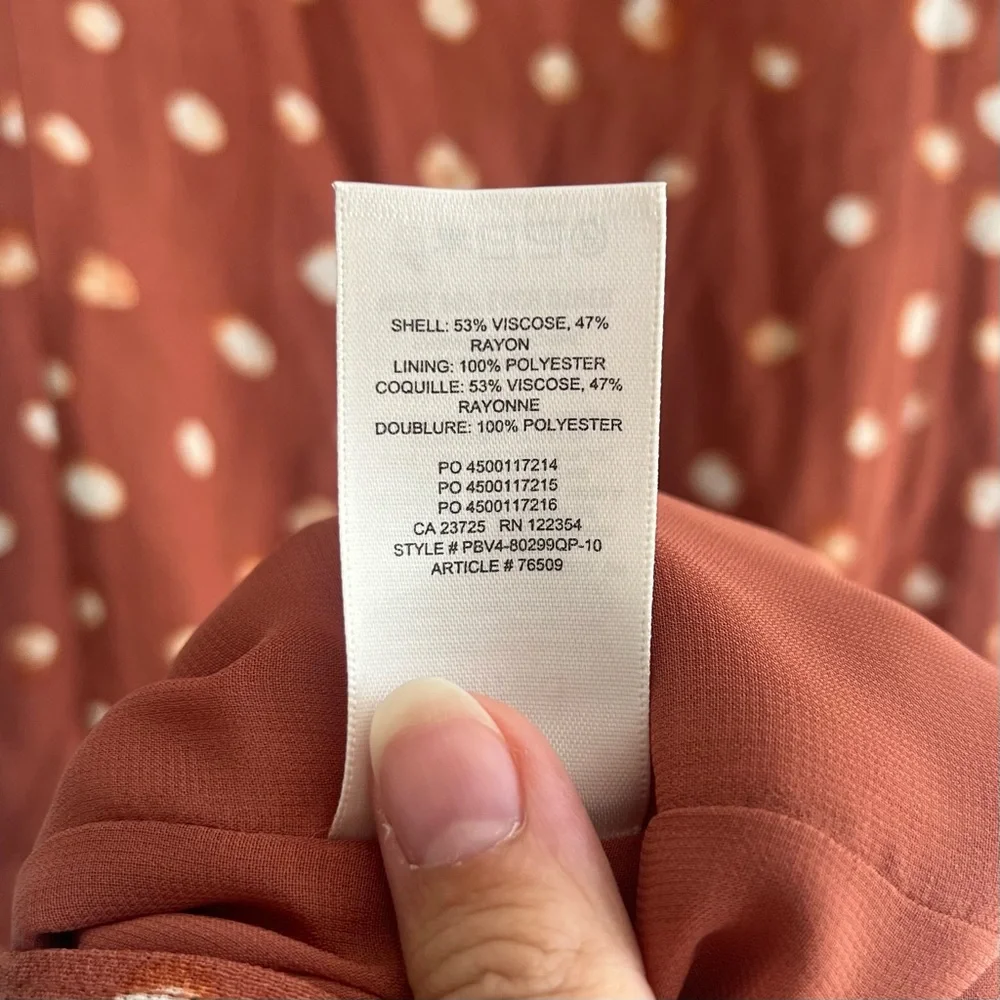 SHELL: 53% VISCOSE, 47%
RAYON
LINING: 100% POLYESTER
COQUILLE: 53% VISCOSE, 47%
RAYONNE
DOUBLURE: 100% POLYESTER
PO 4500117214
PO 4500117215
PO 4500117216
CA 23725 RN 122354
STYLE # PBV4-80299QP-10
ARTICLE # 76509